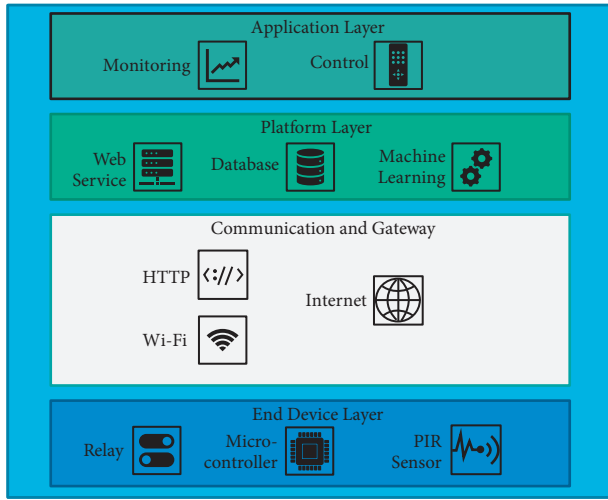 Application Layer
Monitoring
Control
Platform Layer
Web
Service
Database
Machine
Learning
Communication and Gateway
HTTP
<://>
Internet
Wi-Fi
End Device Layer
Relay
Micro-
controller
PIR
Sensor